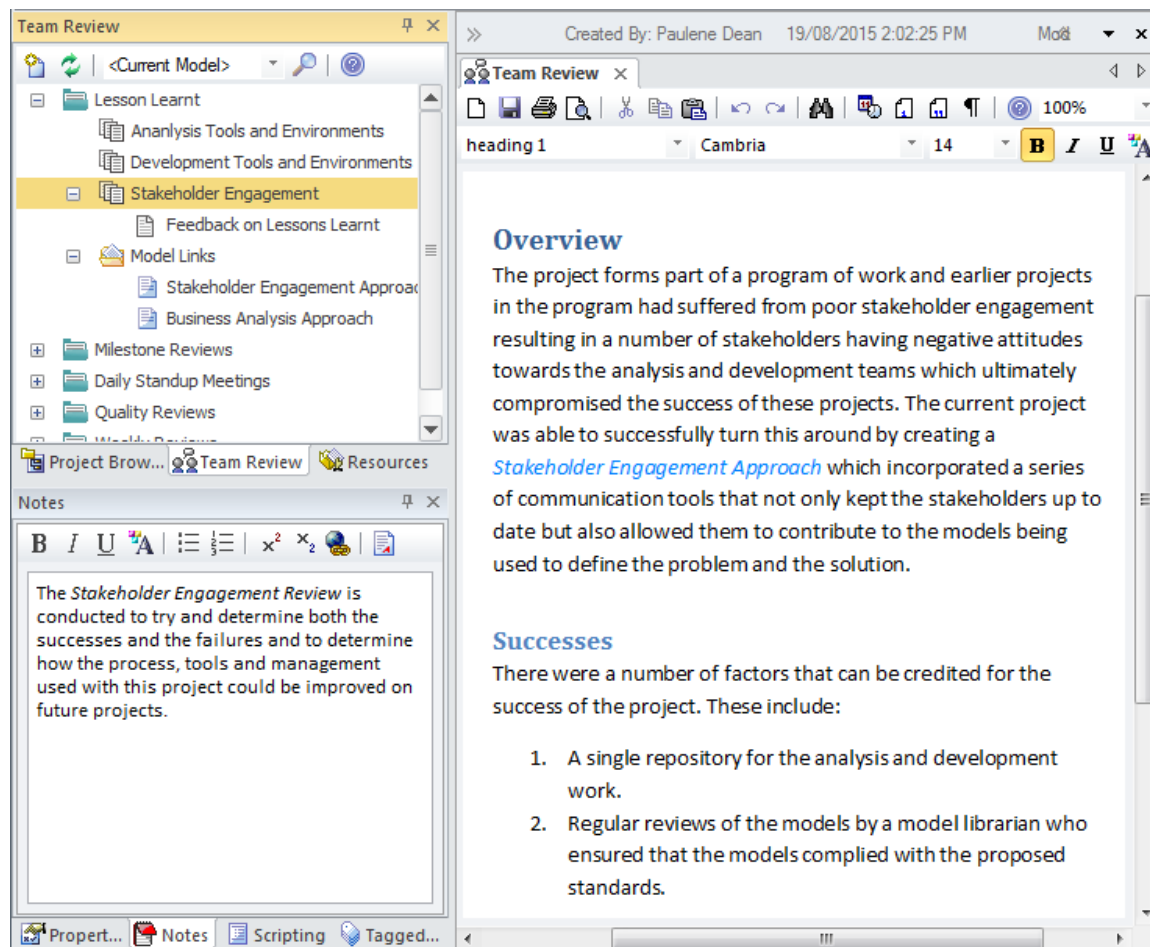 Team Review
<Current Model>
Lesson Learnt
Ananlysis Tools and Environments
Development Tools and Environments
Stakeholder Engagement
Feedback on Lessons Learnt
Model Links
Stakeholder Engagement Approac
Business Analysis Approach
Milestone Reviews
Daily Standup Meetings
Quality Reviews
Weekly Reviews
Project Brow...
Team Review
Resources
Notes
B I U A x² x₂
The Stakeholder Engagement Review is
conducted to try and determine both the
successes and the failures and to determine
how the process, tools and management
used with this project could be improved on
future projects.
Propert...
Notes
Scripting
Tagged...
Created By: Paulene Dean 19/08/2015 2:02:25 PM
Team Review
100%
heading 1 Cambria 14 B I U A
Overview
The project forms part of a program of work and earlier projects
in the program had suffered from poor stakeholder engagement
resulting in a number of stakeholders having negative attitudes
towards the analysis and development teams which ultimately
compromised the success of these projects. The current project
was able to successfully turn this around by creating a
Stakeholder Engagement Approach which incorporated a series
of communication tools that not only kept the stakeholders up to
date but also allowed them to contribute to the models being
used to define the problem and the solution.
Successes
There were a number of factors that can be credited for the
success of the project. These include:
1. A single repository for the analysis and development
work.
2. Regular reviews of the models by a model librarian who
ensured that the models complied with the proposed
standards.